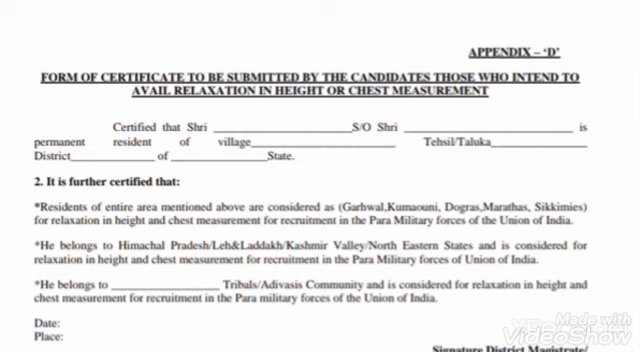 APPENDIX – 'D'
FORM OF CERTIFICATE TO BE SUBMITTED BY THE CANDIDATES THOSE WHO INTEND TO
AVAIL RELAXATION IN HEIGHT OR CHEST MEASUREMENT
Certified that Shri ______________________S/O Shri __________________________ is
permanent resident of village______________________ Tehsil/Taluka_______________
District_____________ of _______________State.
2. It is further certified that:
*Residents of entire area mentioned above are considered as (Garhwal,Kumaouni, Dogras,Marathas, Sikkimies)
for relaxation in height and chest measurement for recruitment in the Para Military forces of the Union of India.
*He belongs to Himachal Pradesh/Leh&Laddakh/Kashmir Valley/North Eastern States and is considered for
relaxation in height and chest measurement for recruitment in the Para Military forces of Union of India.
*He belongs to _________________ Tribals/Adivasis Community and is considered for relaxation in height and
chest measurement for recruitment in the Para military forces of the Union of India.
Date:
Place:
Made with
VideoShow
Signature District Magistrate/